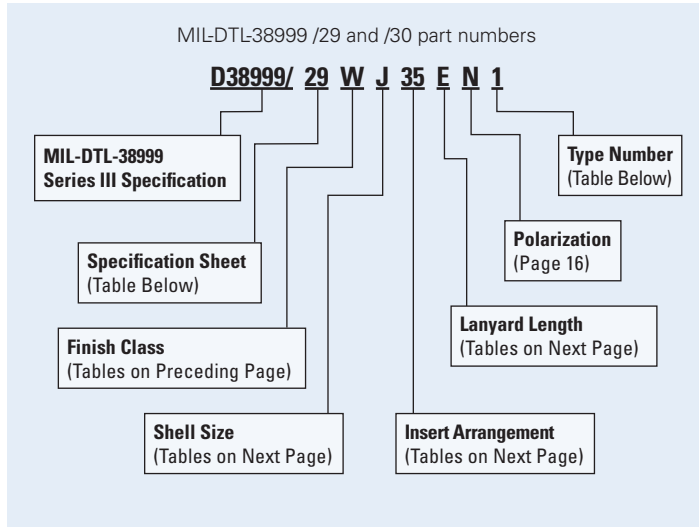 MIL-DTL-38999 /29 and /30 part numbers
D38999/ 29 W J 35 E N 1
MIL-DTL-38999
Series III Specification
Type Number
(Table Below)
Polarization
(Page 16)
Specification Sheet
(Table Below)
Lanyard Length
(Tables on Next Page)
Finish Class
(Tables on Preceding Page)
Shell Size
(Tables on Next Page)
Insert Arrangement
(Tables on Next Page)